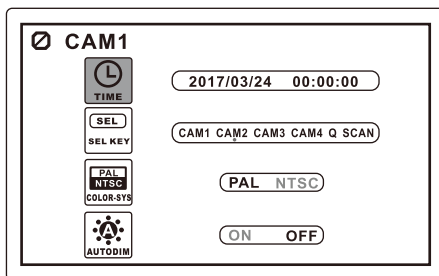 CAM1
TIME
2017/03/24 00:00:00
SEL
SEL KEY
CAM1 CAM2 CAM3 CAM4 Q SCAN
PAL
NTSC
COLOR-SYS
PAL NTSC
A
AUTODIM
ON OFF